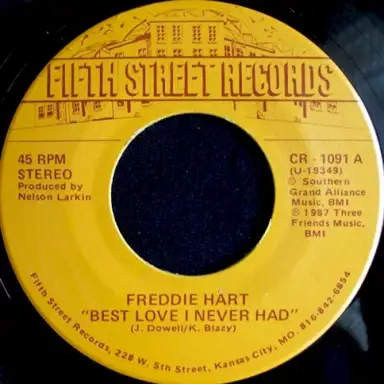 FIFTH STREET RECORDS
45 RPM
STEREO
Produced by
Nelson Larkin
CR - 1091 A
(U-19349)
© Southern
Grand Alliance
Music, BMI
℗ 1987 Three
Friends Music,
BMI
FREDDIE HART
"BEST LOVE I NEVER HAD"
(J. Dowell/K. Blazy)
Fifth Street Records, 228 W. 5th Street, Kansas City, MO. 816-842-6854